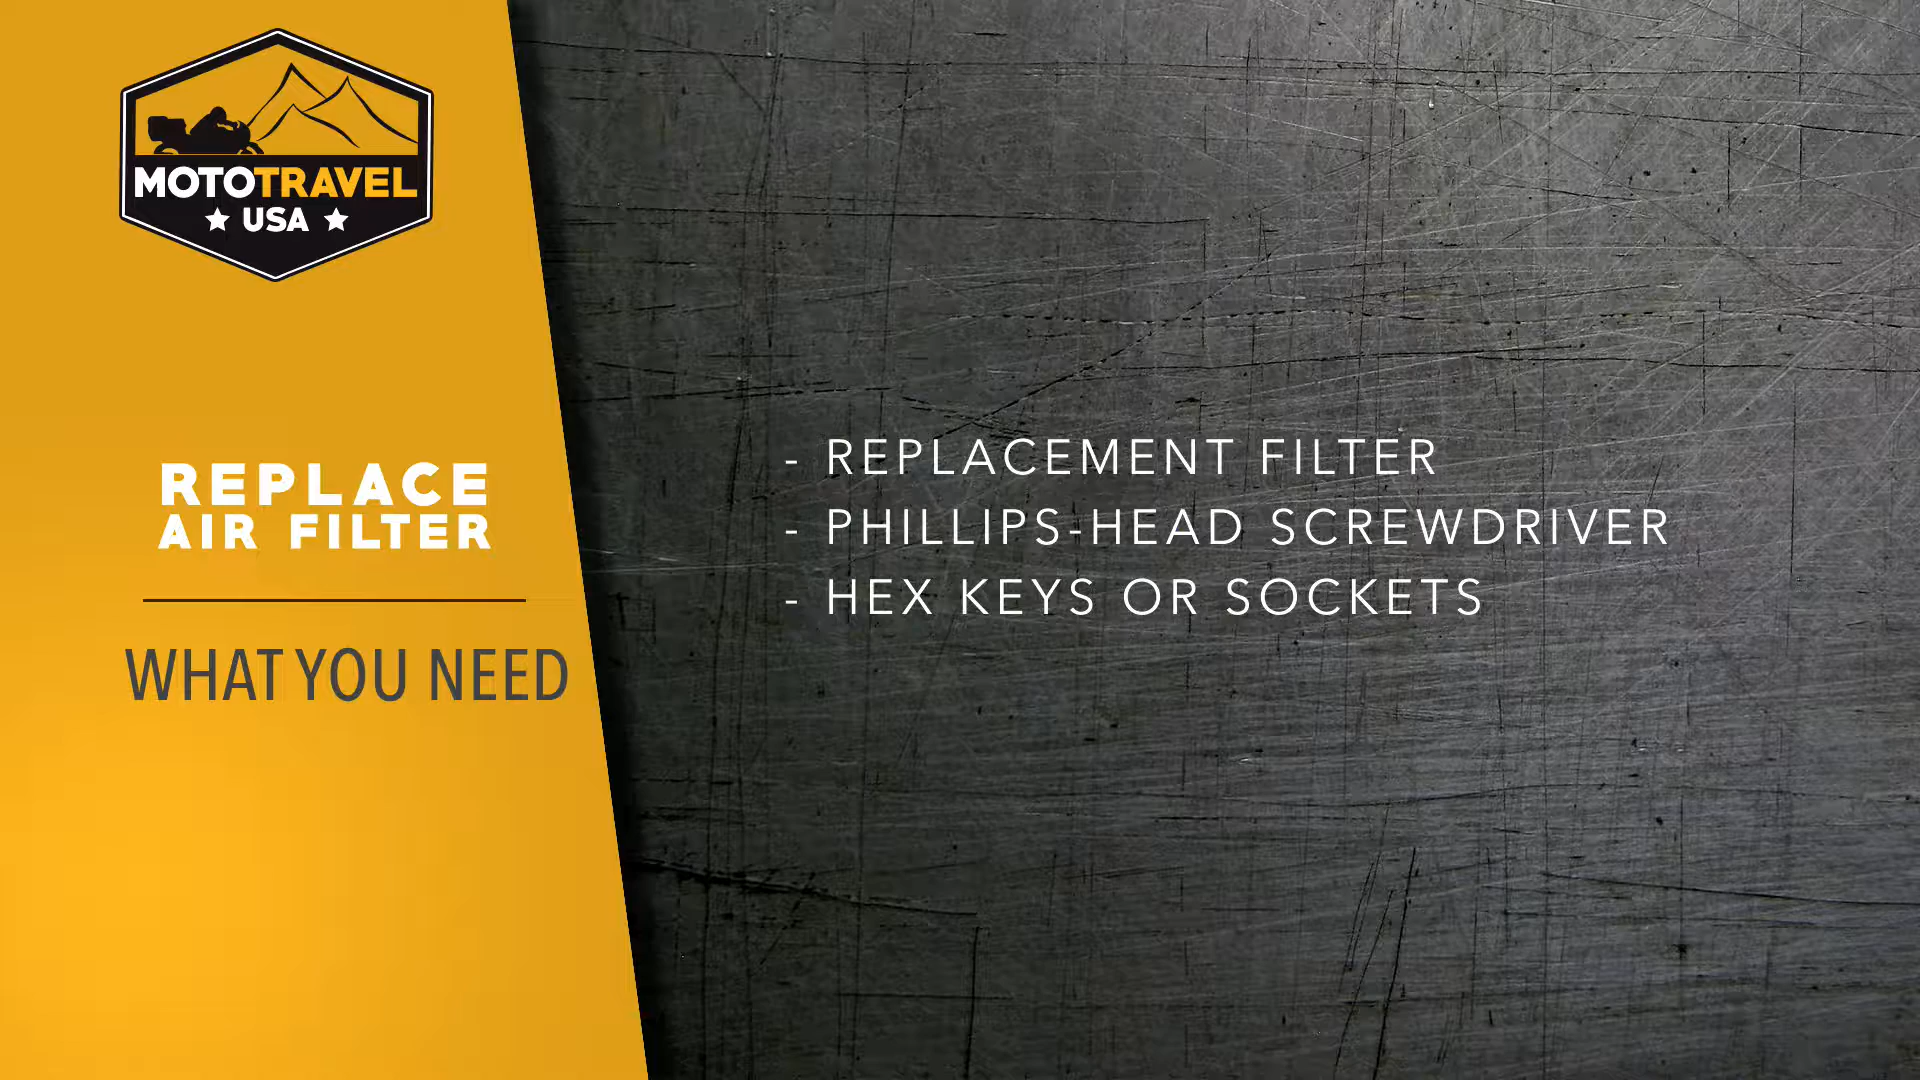 MOTOTRAVEL
USA
REPLACE
AIR FILTER
WHAT YOU NEED
- REPLACEMENT FILTER
- PHILLIPS-HEAD SCREWDRIVER
- HEX KEYS OR SOCKETS